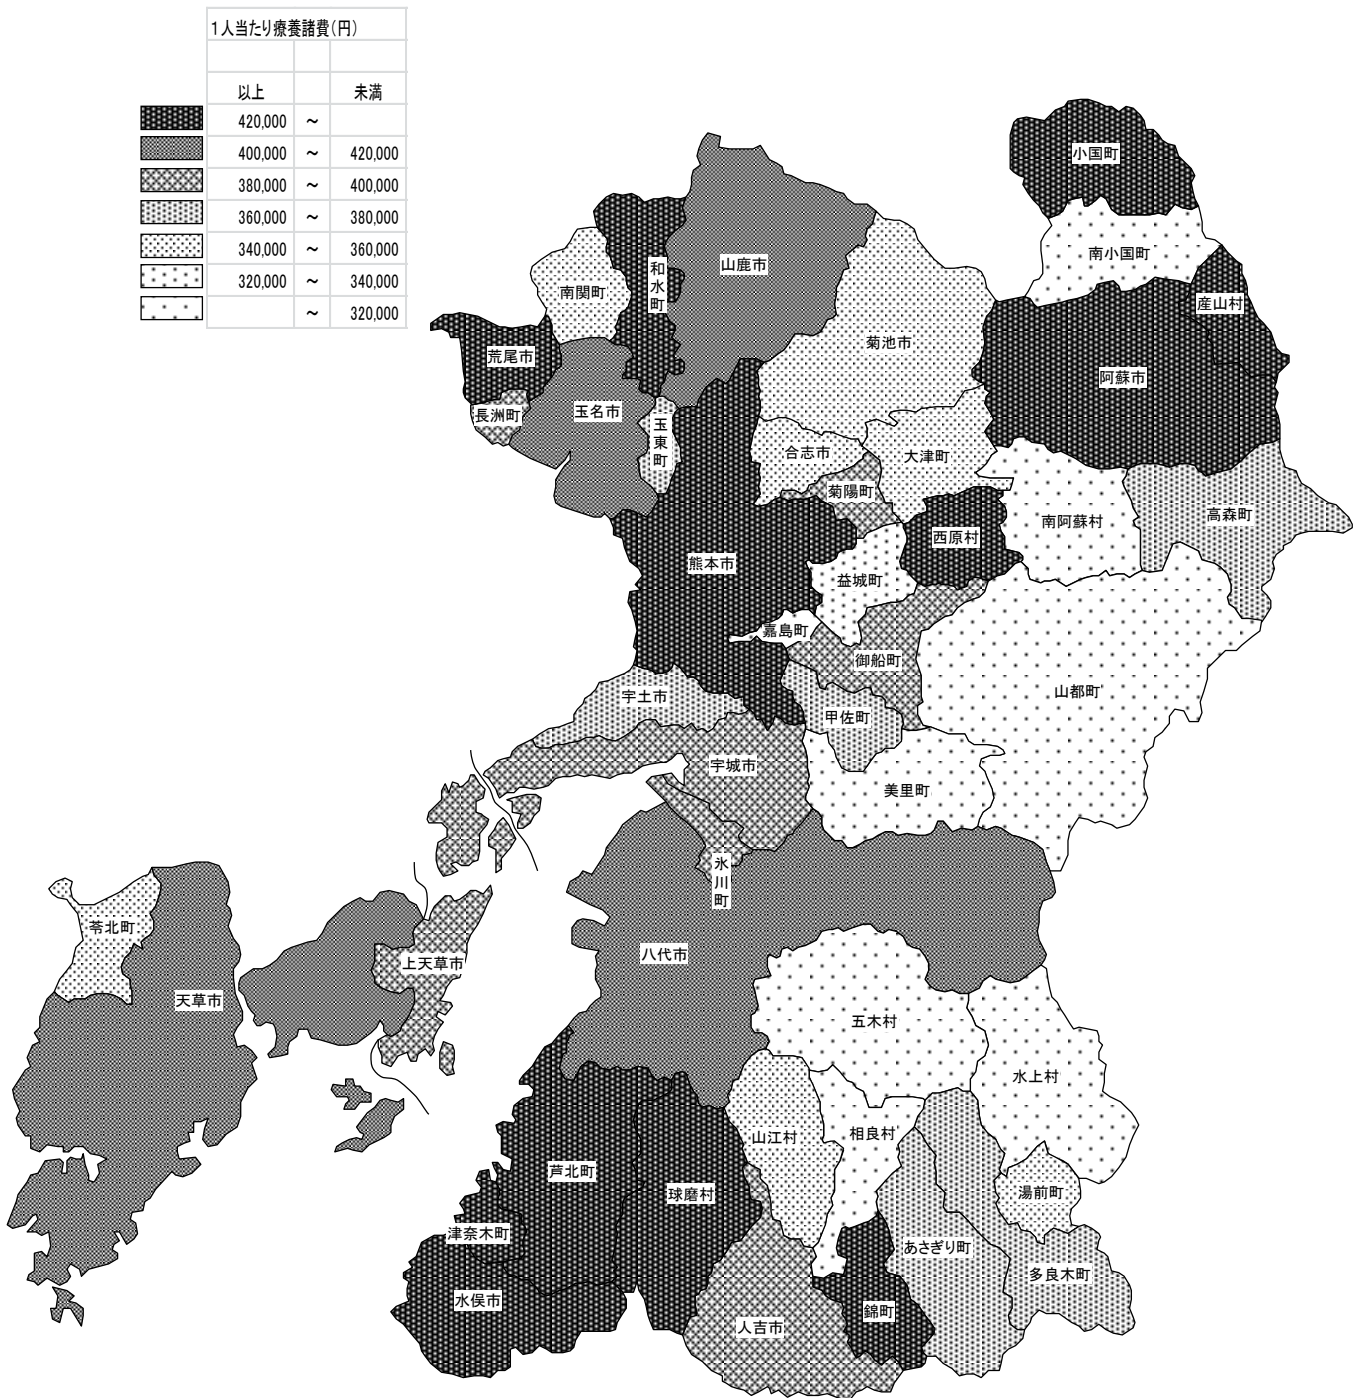 1人当たり療養諸費(円)
以上 未満
420,000 ～
400,000 ～ 420,000
380,000 ～ 400,000
360,000 ～ 380,000
340,000 ～ 360,000
320,000 ～ 340,000
～ 320,000
小国町
南小国町
産山村
山鹿市
和水町
南関町
菊池市
荒尾市
阿蘇市
長洲町
玉名市
玉東町
合志市
大津町
菊陽町
高森町
南阿蘇村
西原村
熊本市
益城町
嘉島町
御船町
山都町
宇土市
甲佐町
宇城市
美里町
氷川町
苓北町
八代市
上天草市
天草市
五木村
水上村
相良村
山江村
芦北町
球磨村
湯前町
津奈木町
あさぎり町
多良木町
水俣市
錦町
人吉市